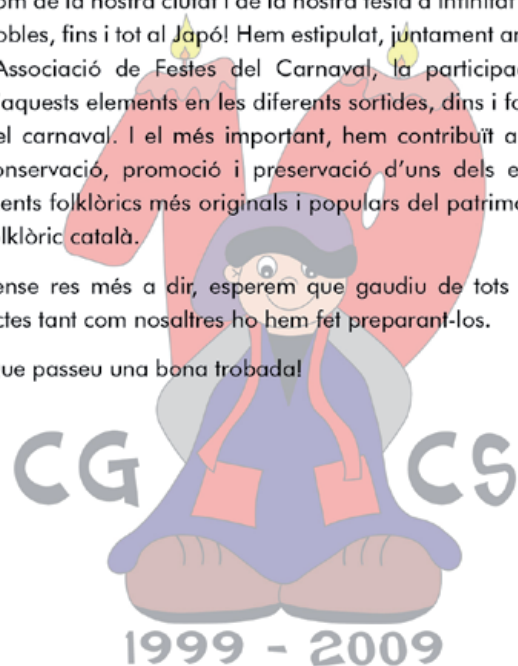 om de la nostra ciutat i de la nostra festa a infinitat
obles, fins i tot al Japó! Hem estipulat, juntament a
Associació de Festes del Carnaval, la participa
'aquests elements en les diferents sortides, dins i fo
el carnaval. I el més important, hem contribuït a
onservació, promoció i preservació d'uns dels e
ents folklòrics més originals i populars del patrim
lklòric català.
ense res més a dir, esperem que gaudiu de tots
ctes tant com nosaltres ho hem fet preparant-los.
ue passeu una bona trobada!
10
CG CS
1999 - 2009